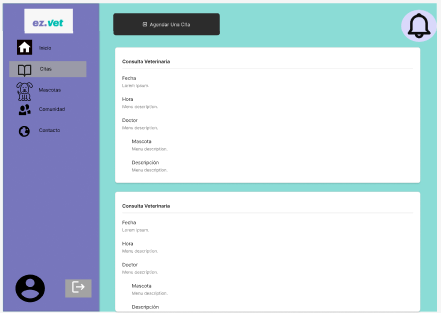 ez.vet
Inicio
Citas
Mascotas
Comunidad
Contacto
Agendar Una Cita
Consulta Veterinaria
Fecha
Lorem ipsum.
Hora
Menu description.
Doctor
Menu description.
Mascota
Menu description.
Descripción
Menu description.
Consulta Veterinaria
Fecha
Lorem ipsum.
Hora
Menu description.
Doctor
Menu description.
Mascota
Menu description.
Descripción